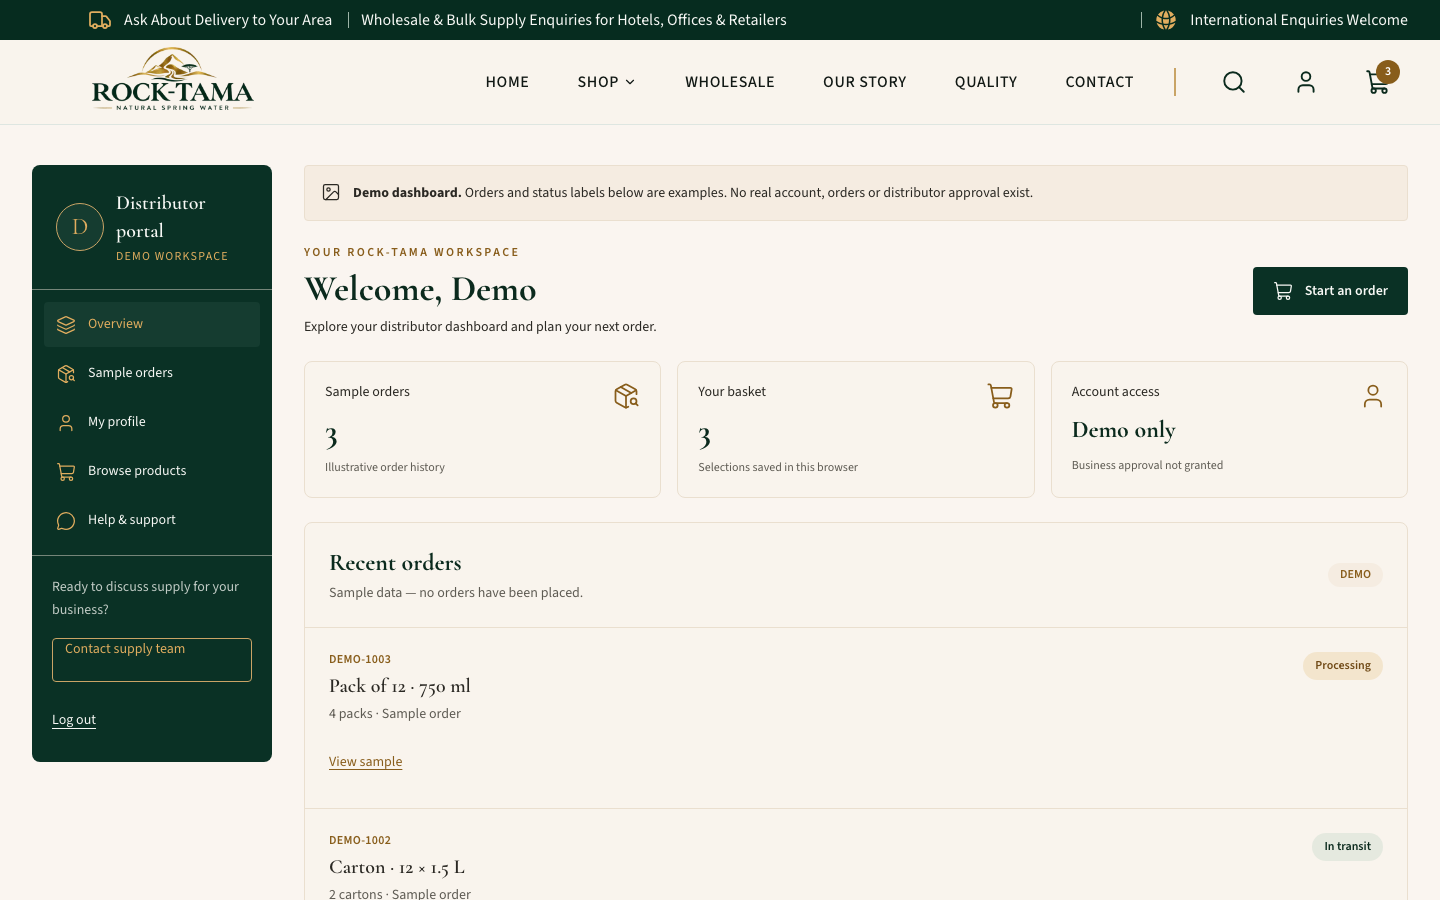 Ask About Delivery to Your Area
Wholesale & Bulk Supply Enquiries for Hotels, Offices & Retailers
International Enquiries Welcome
ROCK-TAMA
NATURAL SPRING WATER
HOME
SHOP
WHOLESALE
OUR STORY
QUALITY
CONTACT
3
D
Distributor
portal
DEMO WORKSPACE
Overview
Sample orders
My profile
Browse products
Help & support
Ready to discuss supply for your
business?
Contact supply team
Log out
Demo dashboard. Orders and status labels below are examples. No real account, orders or distributor approval exist.
YOUR ROCK-TAMA WORKSPACE
Welcome, Demo
Explore your distributor dashboard and plan your next order.
Start an order
Sample orders
3
Illustrative order history
Your basket
3
Selections saved in this browser
Account access
Demo only
Business approval not granted
Recent orders
Sample data — no orders have been placed.
DEMO
DEMO-1003
Pack of 12 · 750 ml
4 packs · Sample order
Processing
View sample
DEMO-1002
Carton · 12 × 1.5 L
2 cartons · Sample order
In transit